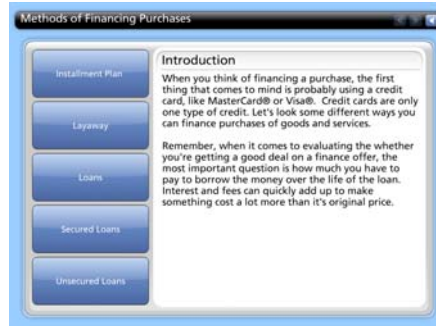 Methods of Financing Purchases
Installment Plan
Layaway
Loans
Secured Loans
Unsecured Loans
Introduction
When you think of financing a purchase, the first
thing that comes to mind is probably using a credit
card, like MasterCard® or Visa®.  Credit cards are only
one type of credit. Let's look some different ways you
can finance purchases of goods and services.
Remember, when it comes to evaluating the whether
you're getting a good deal on a finance offer, the
most important question is how much you have to
pay to borrow the money over the life of the loan.
Interest and fees can quickly add up to make
something cost a lot more than it's original price.